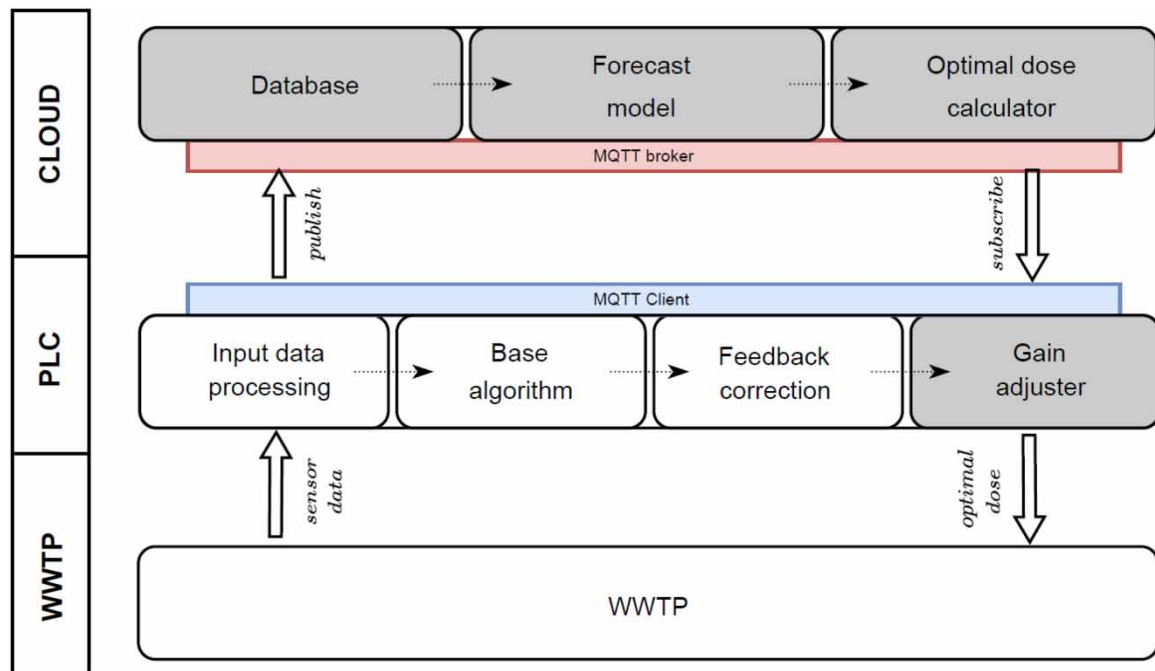 CLOUD
Database
Forecast
model
Optimal dose
calculator
MQTT broker
publish
subscribe
PLC
MQTT Client
Input data
processing
Base
algorithm
Feedback
correction
Gain
adjuster
sensor
data
optimal
dose
WWTP
WWTP